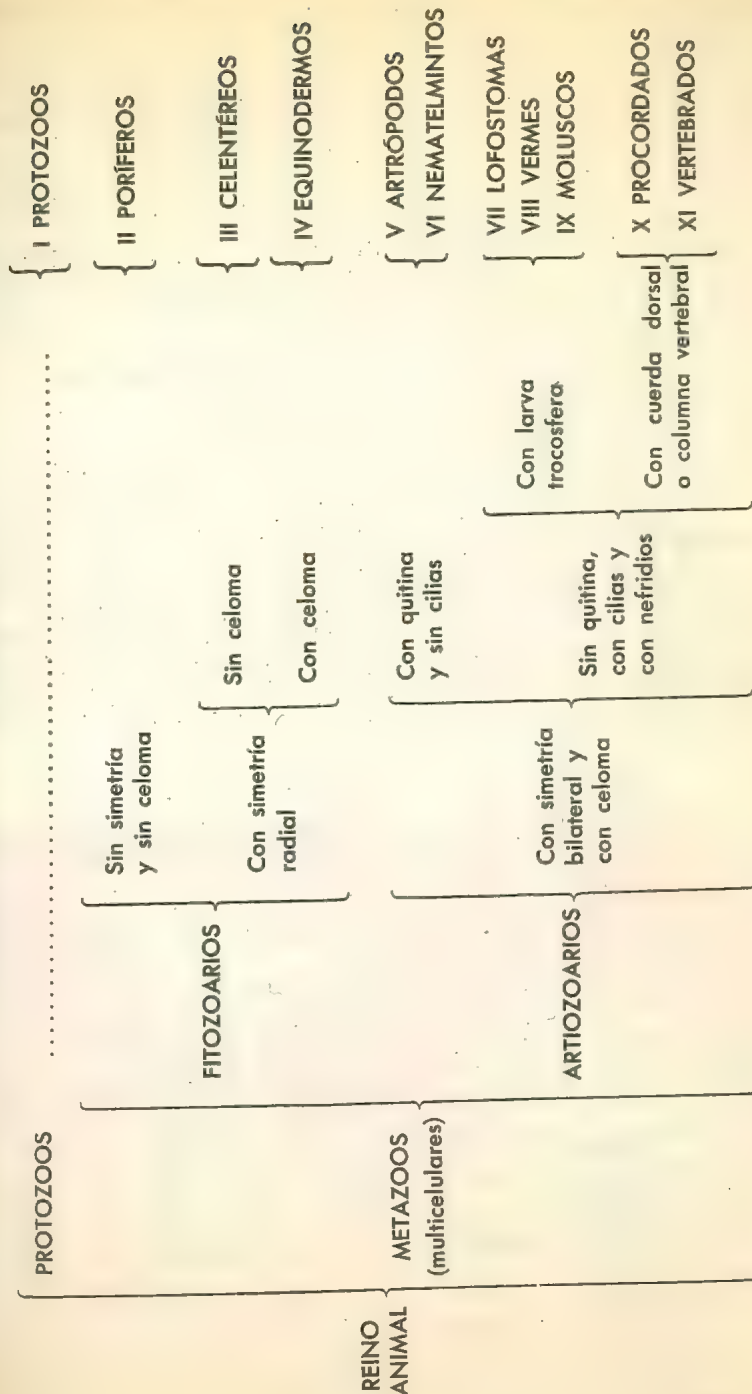 REINO
ANIMAL
PROTOZOOS
METAZOOS
(multicelulares)
FITOZOARIOS
ARTIOZOARIOS
Sin simetría
y sin celoma
Con simetría
radial
Con simetría
bilateral y
con celoma
Sin celoma
Con celoma
Con quitina
y sin cilias
Sin quitina,
con cilias y
con nefridios
Con larva
trocosfera
Con cuerda dorsal
o columna vertebral
I PROTOZOOS
II PORÍFEROS
III CELENTÉREOS
IV EQUINODERMOS
V ARTRÓPODOS
VI NEMATELMINTOS
VII LOFOSTOMAS
VIII VERMES
IX MOLUSCOS
X PROCORDADOS
XI VERTEBRADOS